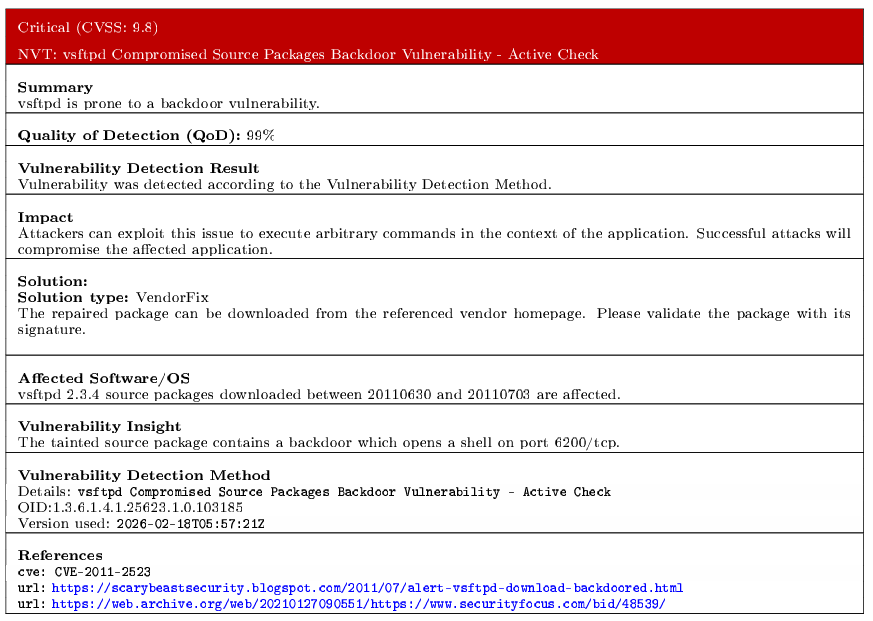 Critical (CVSS: 9.8)
NVT: vsftpd Compromised Source Packages Backdoor Vulnerability - Active Check
Summary
vsftpd is prone to a backdoor vulnerability.
Quality of Detection (QoD): 99%
Vulnerability Detection Result
Vulnerability was detected according to the Vulnerability Detection Method.
Impact
Attackers can exploit this issue to execute arbitrary commands in the context of the application. Successful attacks will
compromise the affected application.
Solution:
Solution type: VendorFix
The repaired package can be downloaded from the referenced vendor homepage. Please validate the package with its
signature.
Affected Software/OS
vsftpd 2.3.4 source packages downloaded between 20110630 and 20110703 are affected.
Vulnerability Insight
The tainted source package contains a backdoor which opens a shell on port 6200/tcp.
Vulnerability Detection Method
Details: vsftpd Compromised Source Packages Backdoor Vulnerability - Active Check
OID:1.3.6.1.4.1.25623.1.0.103185
Version used: 2026-02-18T05:57:21Z
References
cve: CVE-2011-2523
url: https://scarybeastsecurity.blogspot.com/2011/07/alert-vsftpd-download-backdoored.html
url: https://web.archive.org/web/20210127090551/https://www.securityfocus.com/bid/48539/